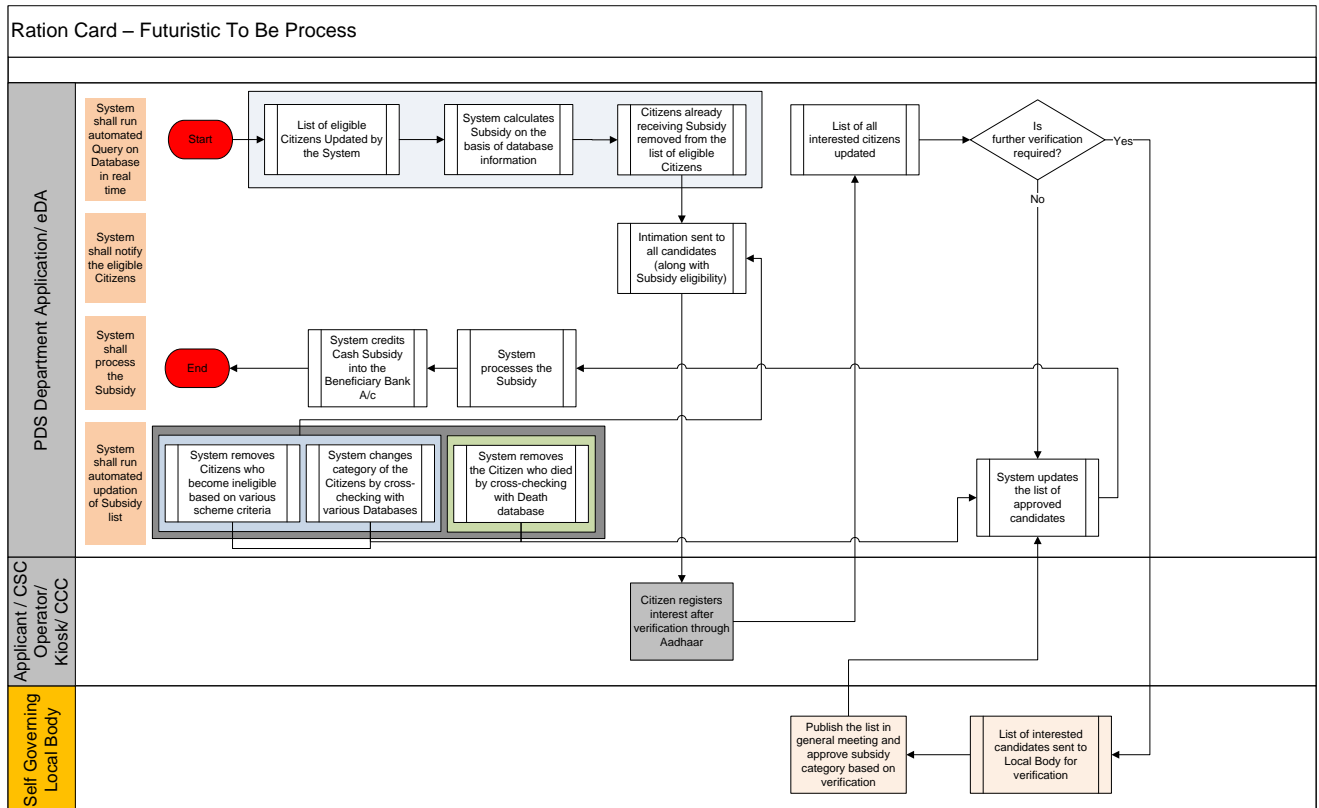 Ration Card – Futuristic To Be Process
PDS Department Application/ eDA
System
shall run
automated
Query on
Database
in real
time
Start
List of eligible
Citizens Updated by
the System
System calculates
Subsidy on the
basis of database
information
Citizens already
receiving Subsidy
removed from the
list of eligible
Citizens
List of all
interested citizens
updated
Is
further verification
required?
Yes
No
System
shall notify
the eligible
Citizens
Intimation sent to
all candidates
(along with
Subsidy eligibility)
System
shall
process
the
Subsidy
End
System credits
Cash Subsidy
into the
Beneficiary Bank
A/c
System
processes the
Subsidy
System
shall run
automated
updation
of Subsidy
list
System removes
Citizens who
become ineligible
based on various
scheme criteria
System changes
category of the
Citizens by cross-
checking with
various Databases
System removes
the Citizen who died
by cross-checking
with Death
database
System updates
the list of
approved
candidates
Applicant / CSC
Operator/
Kiosk/ CCC
Citizen registers
interest after
verification through
Aadhaar
Self Governing
Local Body
Publish the list in
general meeting and
approve subsidy
category based on
verification
List of interested
candidates sent to
Local Body for
verification